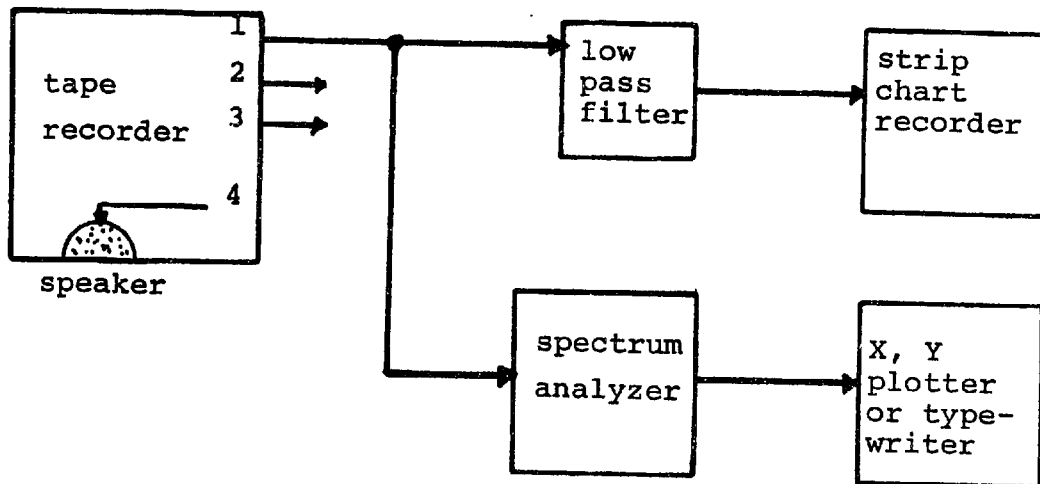 tape
recorder
1
2
3
4
speaker
low
pass
filter
strip
chart
recorder
spectrum
analyzer
X, Y
plotter
or type-
writer